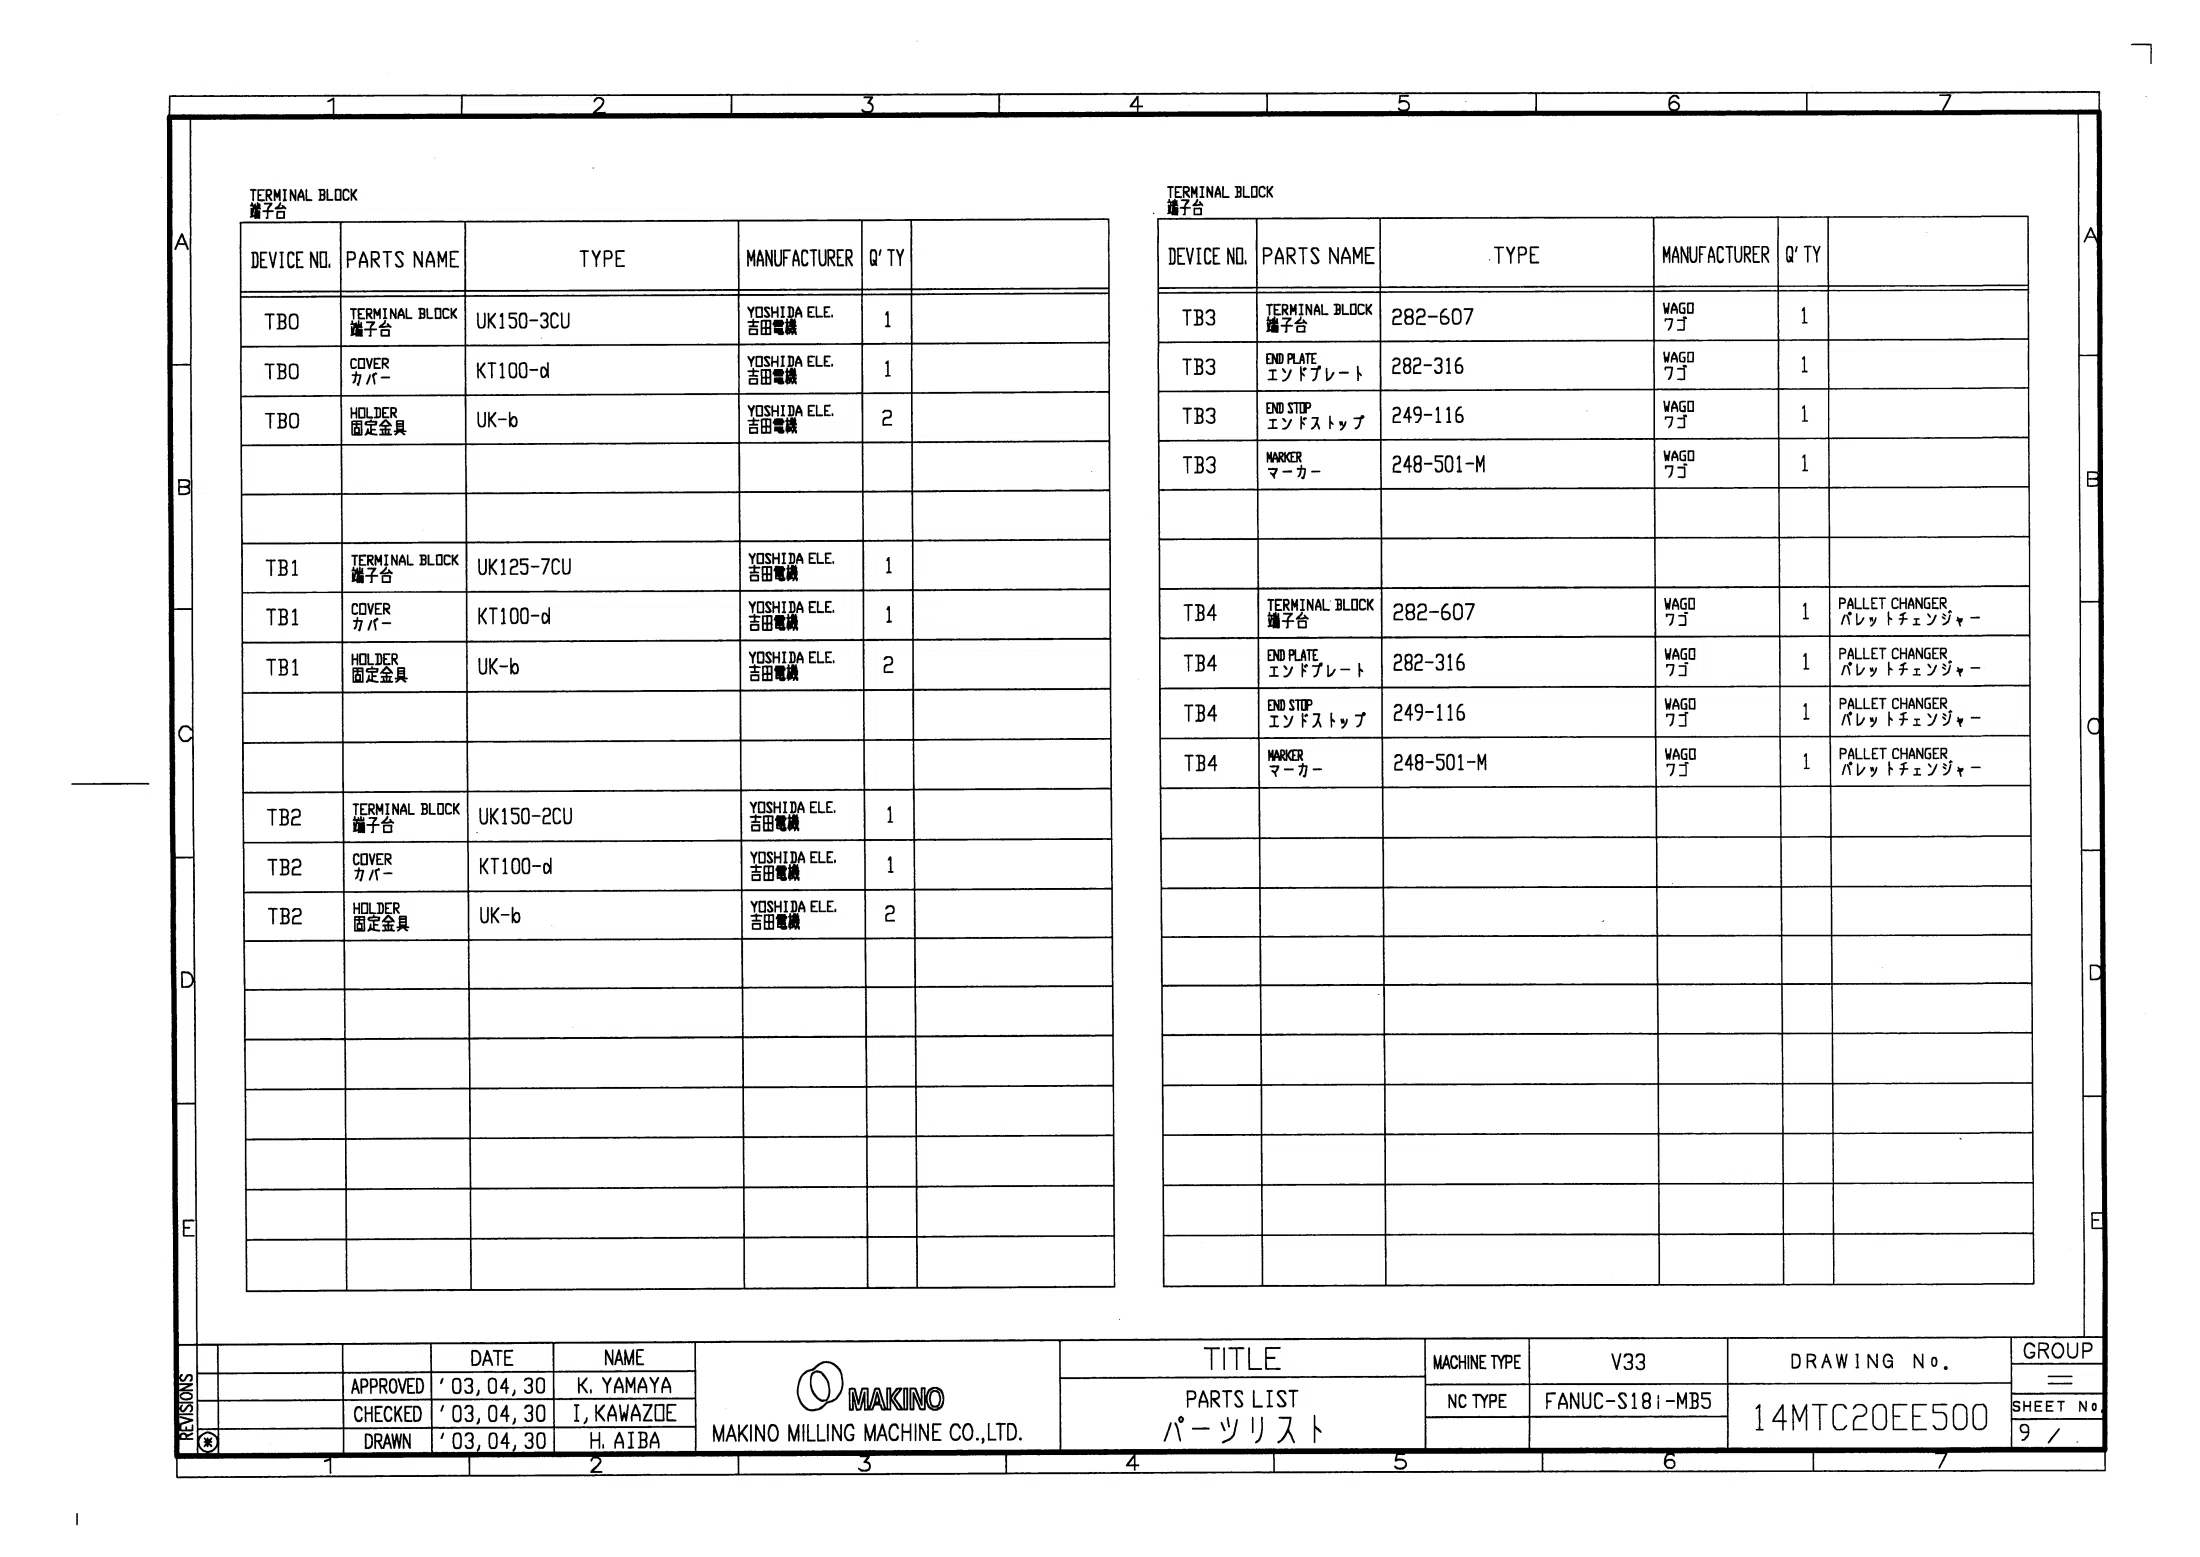 1 2 3 4 5 6 7
TERMINAL BLOCK
端子台
DEVICE NO. PARTS NAME TYPE MANUFACTURER Q'TY
TB0 TERMINAL BLOCK 端子台 UK150-3CU YOSHIDA ELE. 吉田電機 1
TB0 COVER カバー KT100-d YOSHIDA ELE. 吉田電機 1
TB0 HOLDER 固定金具 UK-b YOSHIDA ELE. 吉田電機 2
TB1 TERMINAL BLOCK 端子台 UK125-7CU YOSHIDA ELE. 吉田電機 1
TB1 COVER カバー KT100-d YOSHIDA ELE. 吉田電機 1
TB1 HOLDER 固定金具 UK-b YOSHIDA ELE. 吉田電機 2
TB2 TERMINAL BLOCK 端子台 UK150-2CU YOSHIDA ELE. 吉田電機 1
TB2 COVER カバー KT100-d YOSHIDA ELE. 吉田電機 1
TB2 HOLDER 固定金具 UK-b YOSHIDA ELE. 吉田電機 2
TERMINAL BLOCK
端子台
DEVICE NO. PARTS NAME TYPE MANUFACTURER Q'TY
TB3 TERMINAL BLOCK 端子台 282-607 WAGO ワゴ 1
TB3 END PLATE エンドプレート 282-316 WAGO ワゴ 1
TB3 END STOP エンドストップ 249-116 WAGO ワゴ 1
TB3 MARKER マーカー 248-501-M WAGO ワゴ 1
TB4 TERMINAL BLOCK 端子台 282-607 WAGO ワゴ 1 PALLET CHANGER パレットチェンジャー
TB4 END PLATE エンドプレート 282-316 WAGO ワゴ 1 PALLET CHANGER パレットチェンジャー
TB4 END STOP エンドストップ 249-116 WAGO ワゴ 1 PALLET CHANGER パレットチェンジャー
TB4 MARKER マーカー 248-501-M WAGO ワゴ 1 PALLET CHANGER パレットチェンジャー
A
B
C
D
E
A
B
C
D
E
REVISIONS
DATE NAME
APPROVED '03,04,30 K. YAMAYA
CHECKED '03,04,30 I,KAWAZOE
DRAWN '03,04,30 H. AIBA
MAKINO
MAKINO MILLING MACHINE CO.,LTD.
TITLE
PARTS LIST
パーツリスト
MACHINE TYPE V33
NC TYPE FANUC-S18i-MB5
DRAWING No.
14MTC20EE500
GROUP
=
SHEET No.
9 /
1 2 3 4 5 6 7